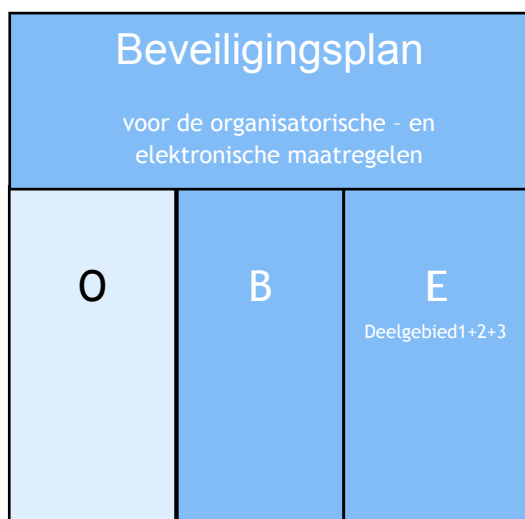 Beveiligingsplan
voor de organisatorische – en
elektronische maatregelen
O
B
E
Deelgebied1+2+3